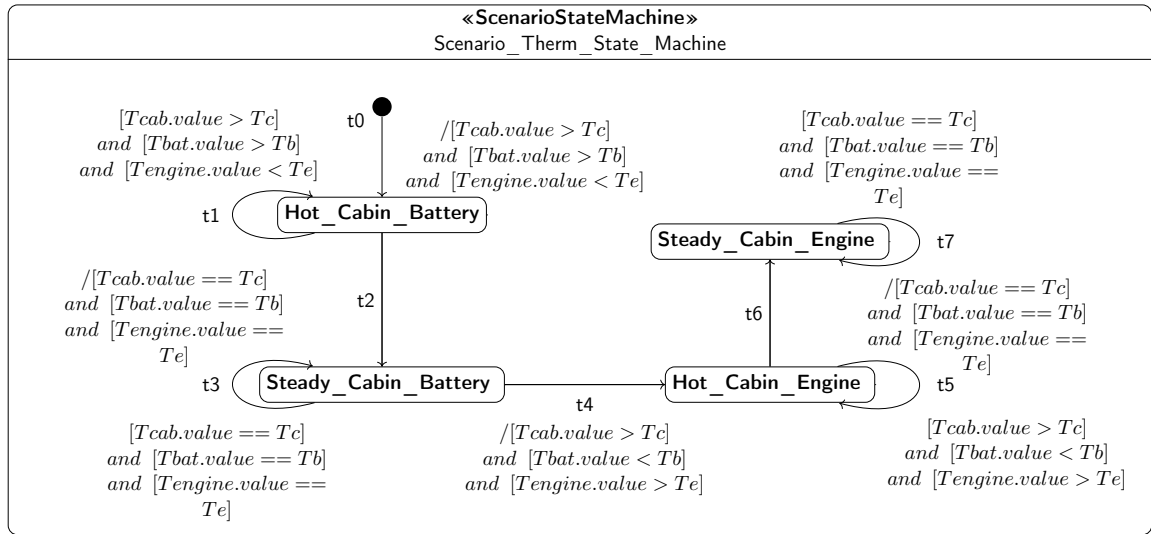 «ScenarioStateMachine»
Scenario_Therm_State_Machine
t0
[Tcab.value > Tc]
and [Tbat.value > Tb]
and [Tengine.value < Te]
/[Tcab.value > Tc]
and [Tbat.value > Tb]
and [Tengine.value < Te]
[Tcab.value == Tc]
and [Tbat.value == Tb]
and [Tengine.value ==
Te]
t1
Hot_Cabin_Battery
Steady_Cabin_Engine
t7
/[Tcab.value == Tc]
and [Tbat.value == Tb]
and [Tengine.value ==
Te]
t2
t6
/[Tcab.value == Tc]
and [Tbat.value == Tb]
and [Tengine.value ==
Te]
t3
Steady_Cabin_Battery
t4
Hot_Cabin_Engine
t5
[Tcab.value == Tc]
and [Tbat.value == Tb]
and [Tengine.value ==
Te]
/[Tcab.value > Tc]
and [Tbat.value < Tb]
and [Tengine.value > Te]
[Tcab.value > Tc]
and [Tbat.value < Tb]
and [Tengine.value > Te]